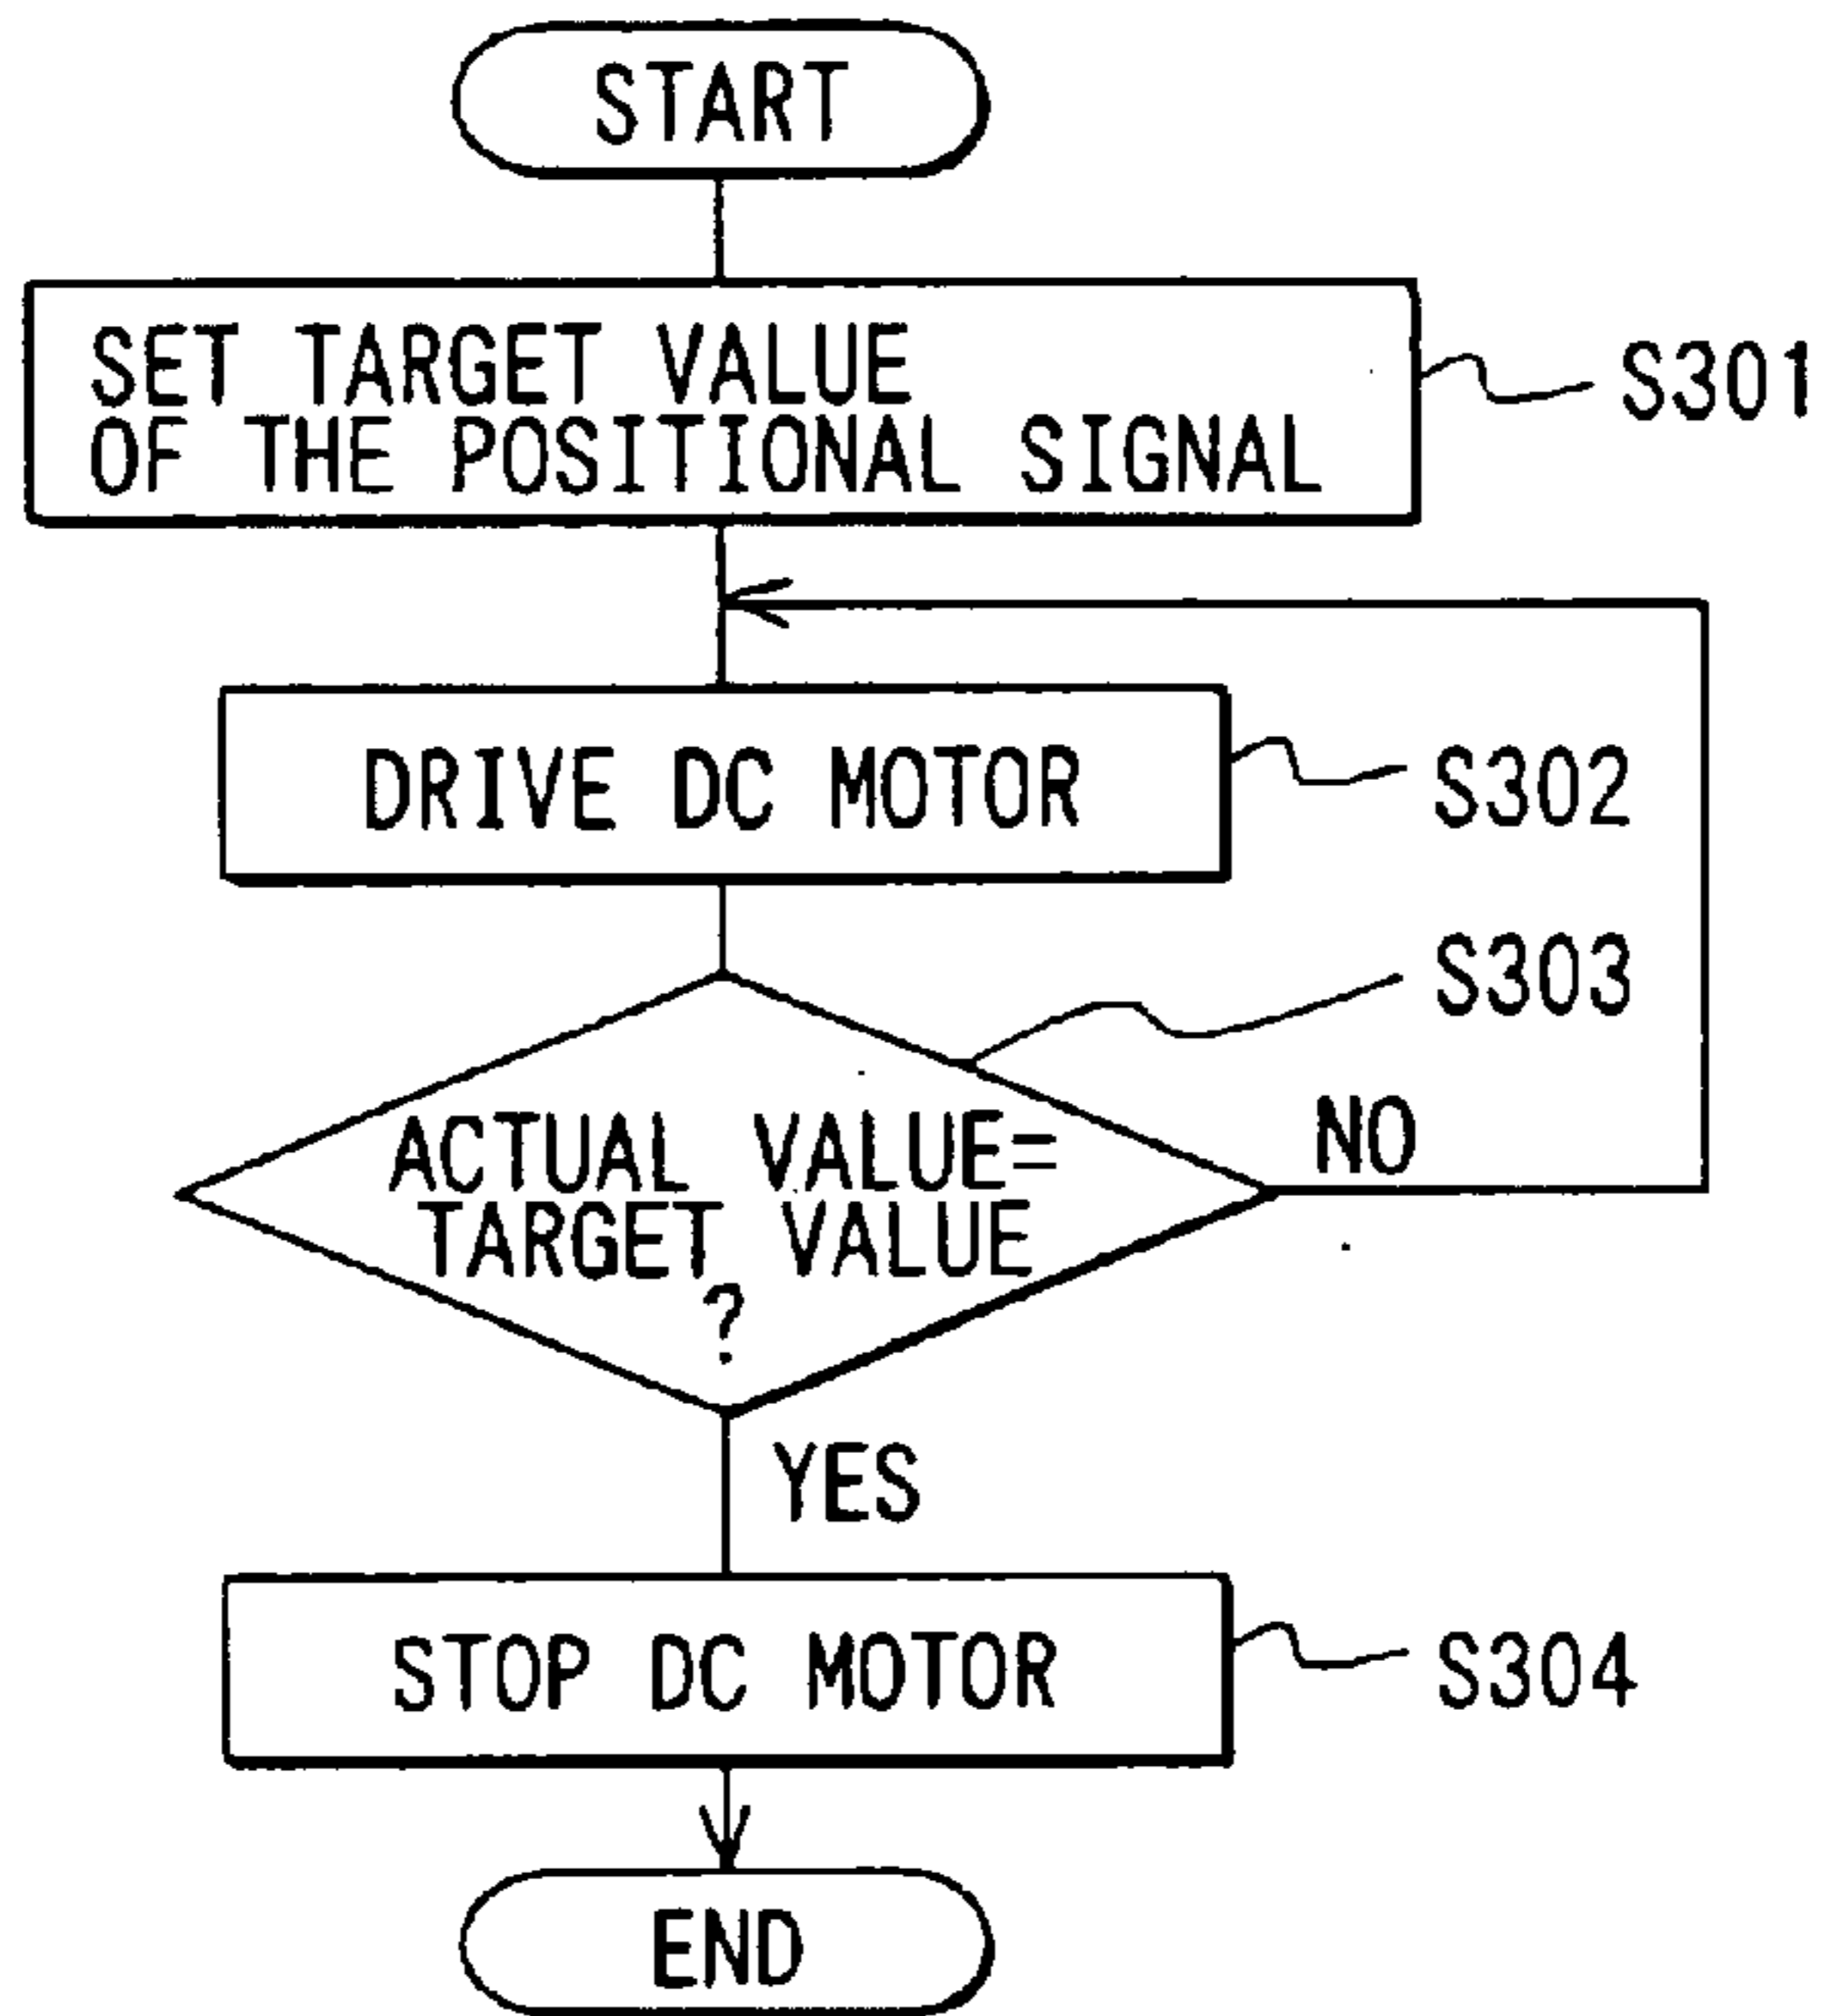 START
SET TARGET VALUE
OF THE POSITIONAL SIGNAL
S301
DRIVE DC MOTOR
S302
S303
ACTUAL VALUE=
TARGET VALUE
?
NO
YES
STOP DC MOTOR
S304
END